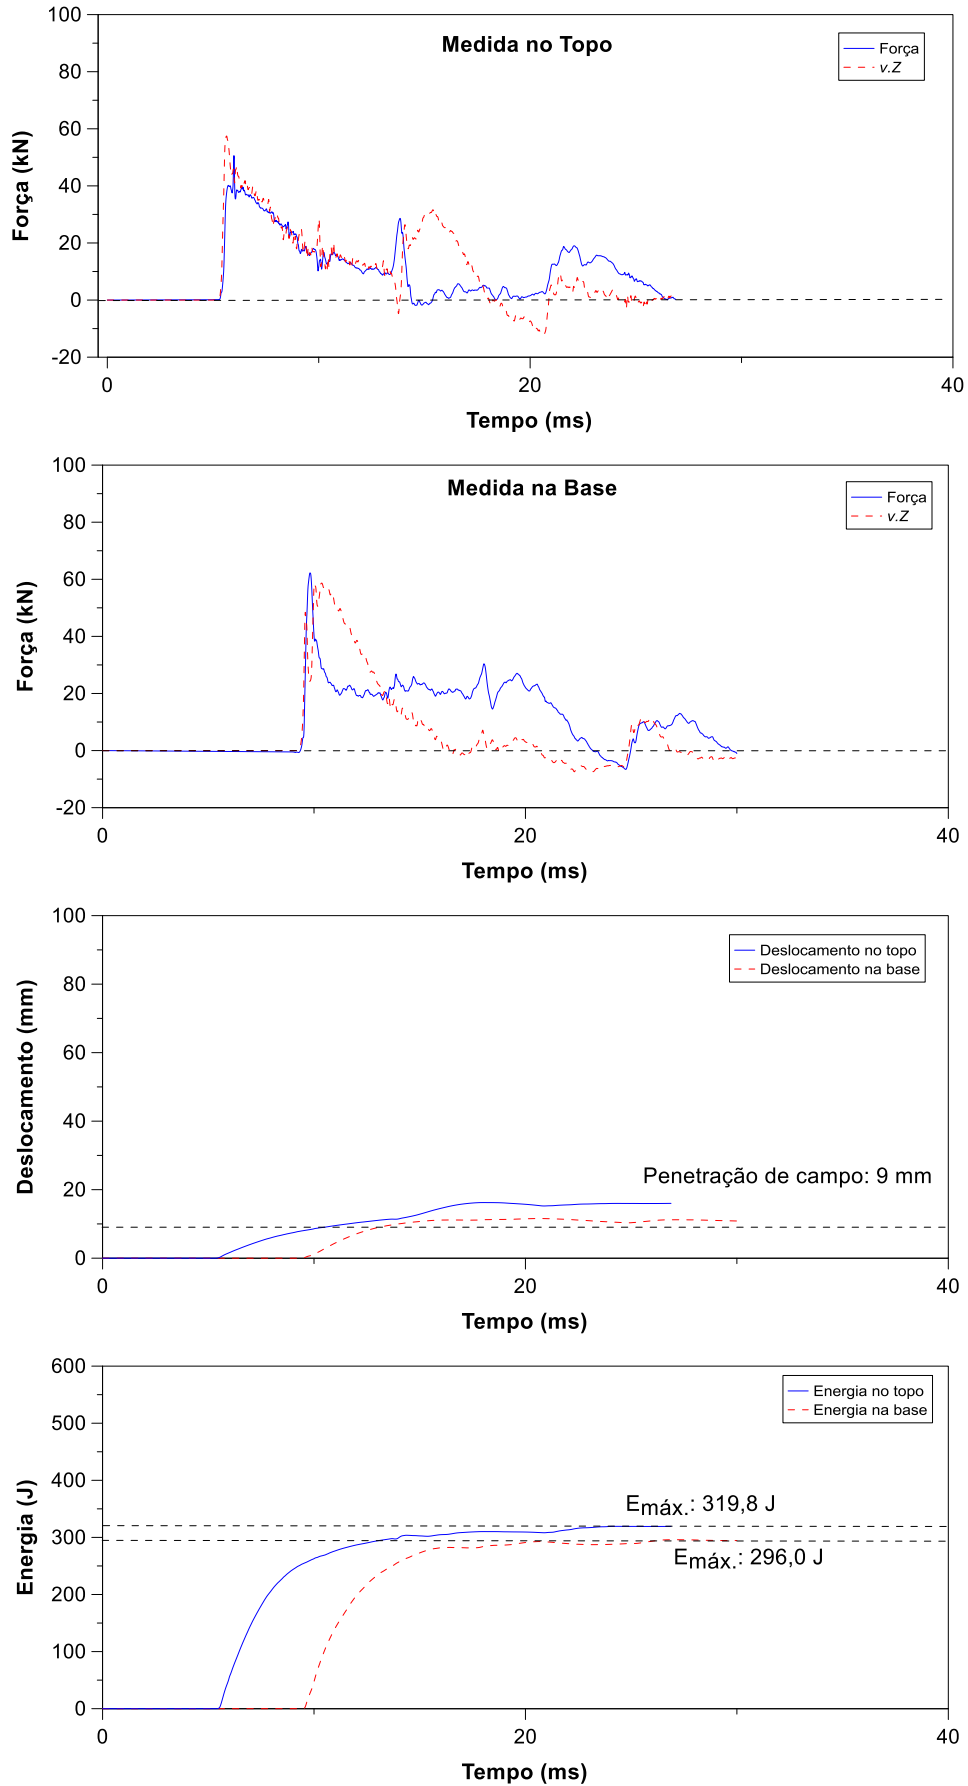 100
80
60
40
20
0
-20
Força (kN)
Medida no Topo
Força
v.Z
0
20
40
Tempo (ms)
100
80
60
40
20
0
-20
Força (kN)
Medida na Base
Força
v.Z
0
20
40
Tempo (ms)
100
80
60
40
20
0
Deslocamento (mm)
Deslocamento no topo
Deslocamento na base
Penetração de campo: 9 mm
0
20
40
Tempo (ms)
600
500
400
300
200
100
0
Energia (J)
Energia no topo
Energia na base
Emáx.: 319,8 J
Emáx.: 296,0 J
0
20
40
Tempo (ms)